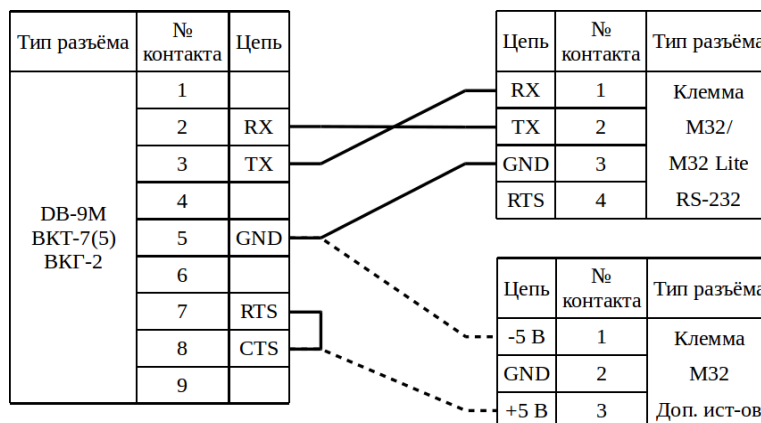 Тип разъёма
№
контакта
Цепь
DB-9M
ВКТ-7(5)
ВКГ-2
1
2 RX
3 TX
4
5 GND
6
7 RTS
8 CTS
9
Цепь
№
контакта
Тип разъёма
RX 1
TX 2
GND 3
RTS 4
Клемма
М32/
М32 Lite
RS-232
Цепь
№
контакта
Тип разъёма
-5 В 1
GND 2
+5 В 3
Клемма
М32
Доп. ист-ов